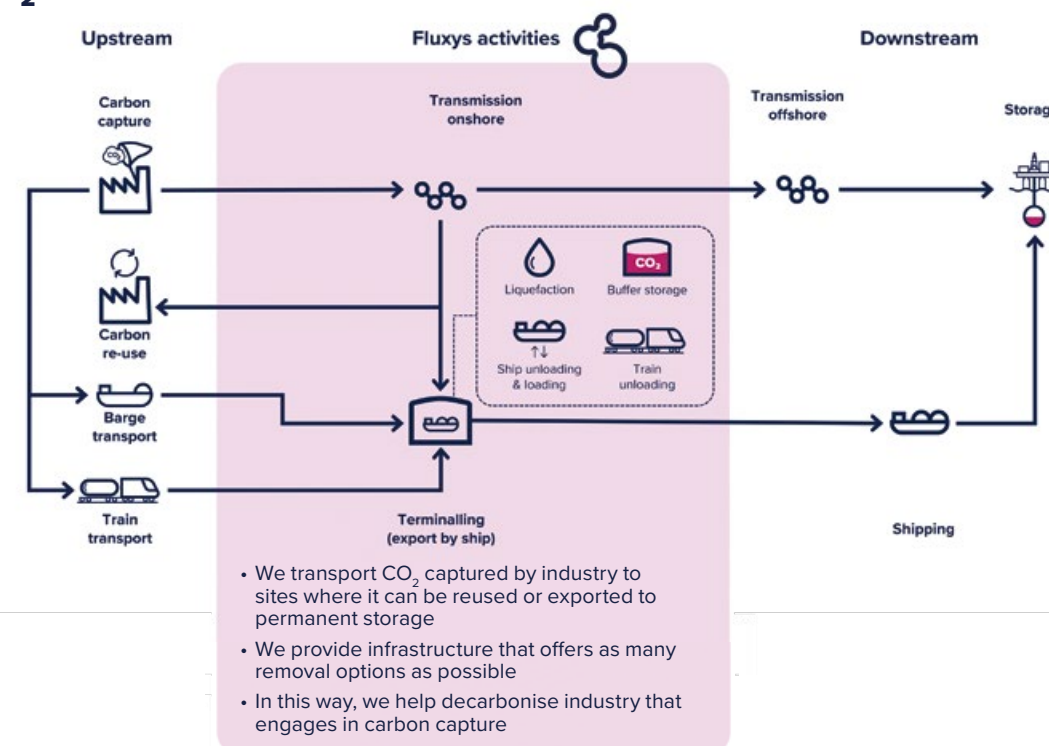 2
Upstream
Fluxys activities
Downstream
Carbon
capture
Transmission
onshore
Transmission
offshore
Storag
CO₂
Liquefaction
CO₂
Buffer storage
Carbon
re-use
Ship unloading
& loading
Train
unloading
Barge
transport
Train
transport
Terminalling
(export by ship)
Shipping
• We transport CO₂ captured by industry to
sites where it can be reused or exported to
permanent storage
• We provide infrastructure that offers as many
removal options as possible
• In this way, we help decarbonise industry that
engages in carbon capture